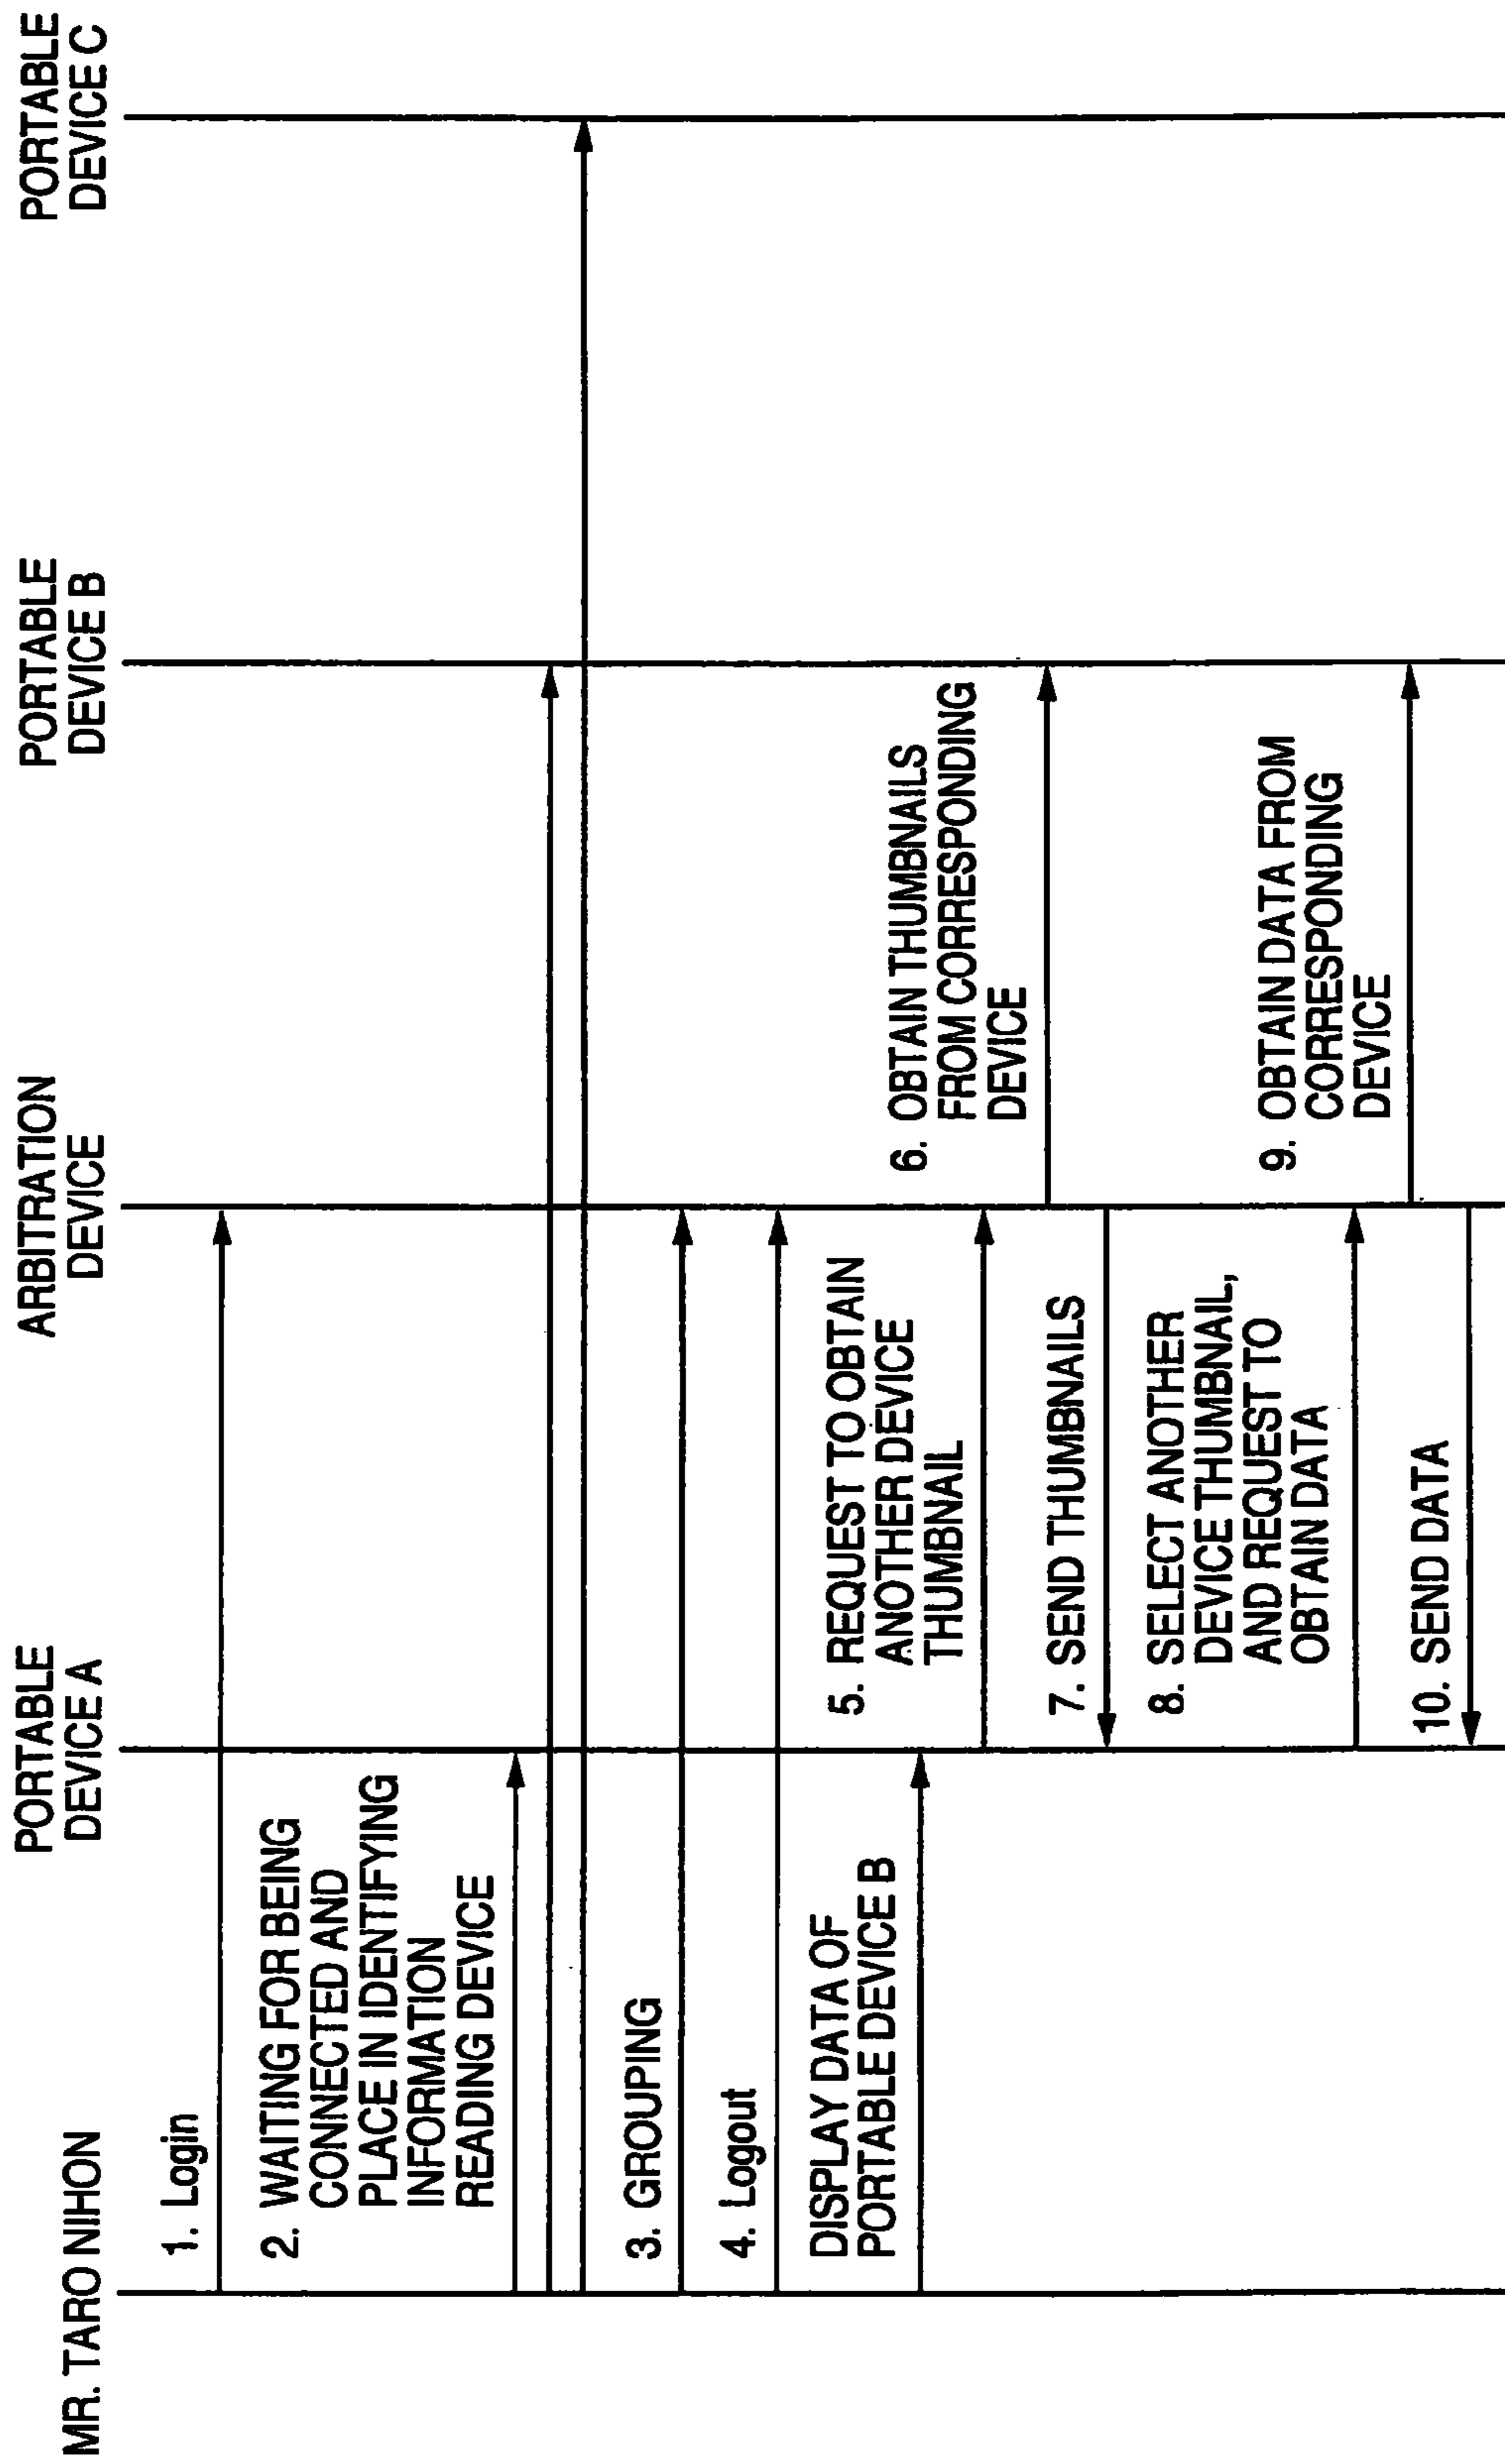 MR. TARO NIHON
PORTABLE
DEVICE A
ARBITRATION
DEVICE
PORTABLE
DEVICE B
PORTABLE
DEVICE C
1. Login
2. WAITING FOR BEING
CONNECTED AND
PLACE IN IDENTIFYING
INFORMATION
READING DEVICE
3. GROUPING
4. Logout
DISPLAY DATA OF
PORTABLE DEVICE B
5. REQUEST TO OBTAIN
ANOTHER DEVICE
THUMBNAIL
6. OBTAIN THUMBNAILS
FROM CORRESPONDING
DEVICE
7. SEND THUMBNAILS
8. SELECT ANOTHER
DEVICE THUMBNAIL,
AND REQUEST TO
OBTAIN DATA
9. OBTAIN DATA FROM
CORRESPONDING
DEVICE
10. SEND DATA